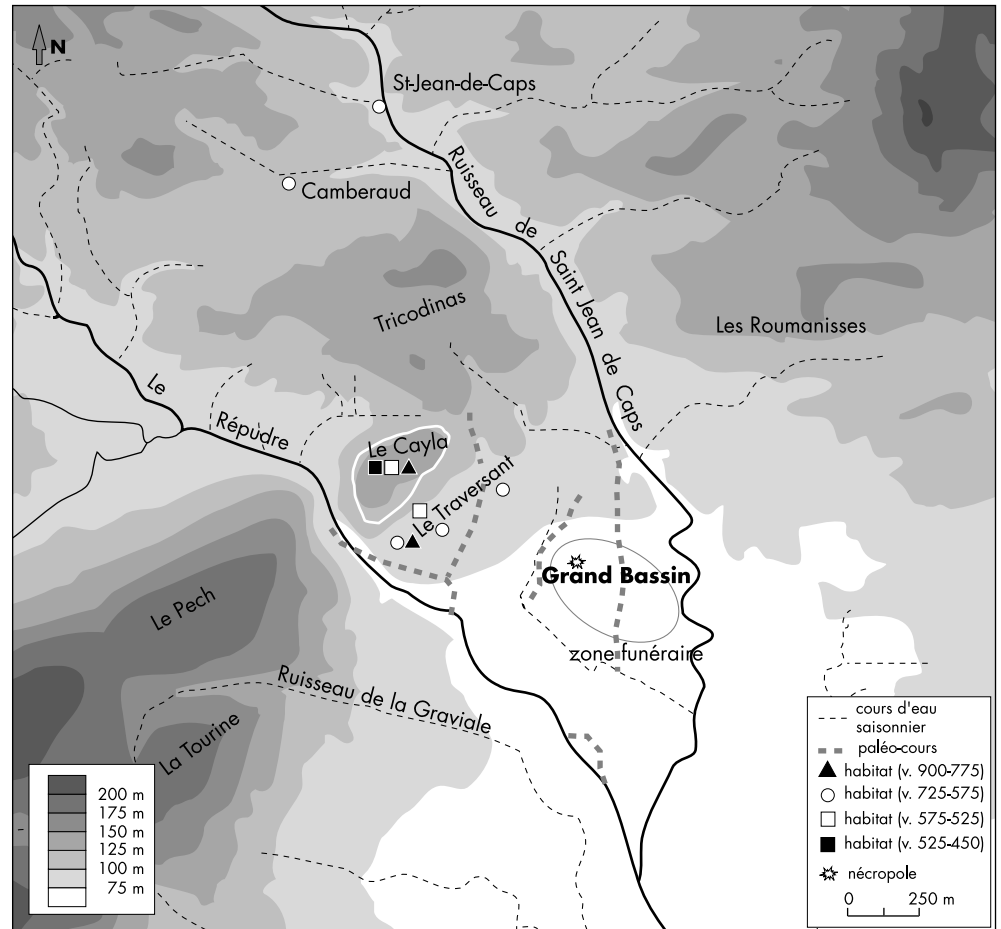 N
St-Jean-de-Caps
Camberaud
Ruisseau de Saint Jean de Caps
Tricodinas
Les Roumanisses
Le Répudre
Le Cayla
Le Traversant
Grand Bassin
zone funéraire
Le Pech
Ruisseau de la Graviale
La Tourine
200 m
175 m
150 m
125 m
100 m
75 m
cours d'eau
saisonnier
paléo-cours
habitat (v. 900-775)
habitat (v. 725-575)
habitat (v. 575-525)
habitat (v. 525-450)
nécropole
0 250 m